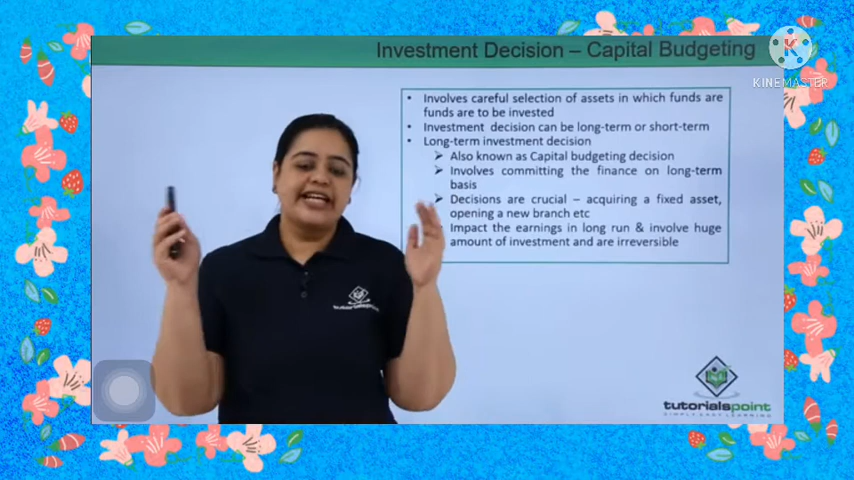 Investment Decision – Capital Budgeting
KINEMASTER
• Involves careful selection of assets in which funds are
funds are to be invested
• Investment decision can be long-term or short-term
• Long-term investment decision
➢ Also known as Capital budgeting decision
➢ Involves committing the finance on long-term
basis
➢ Decisions are crucial – acquiring a fixed asset,
opening a new branch etc
Impact the earnings in long run & involve huge
amount of investment and are irreversible
tutorialspoint
tutorialspoint
SIMPLY EASY LEARNING